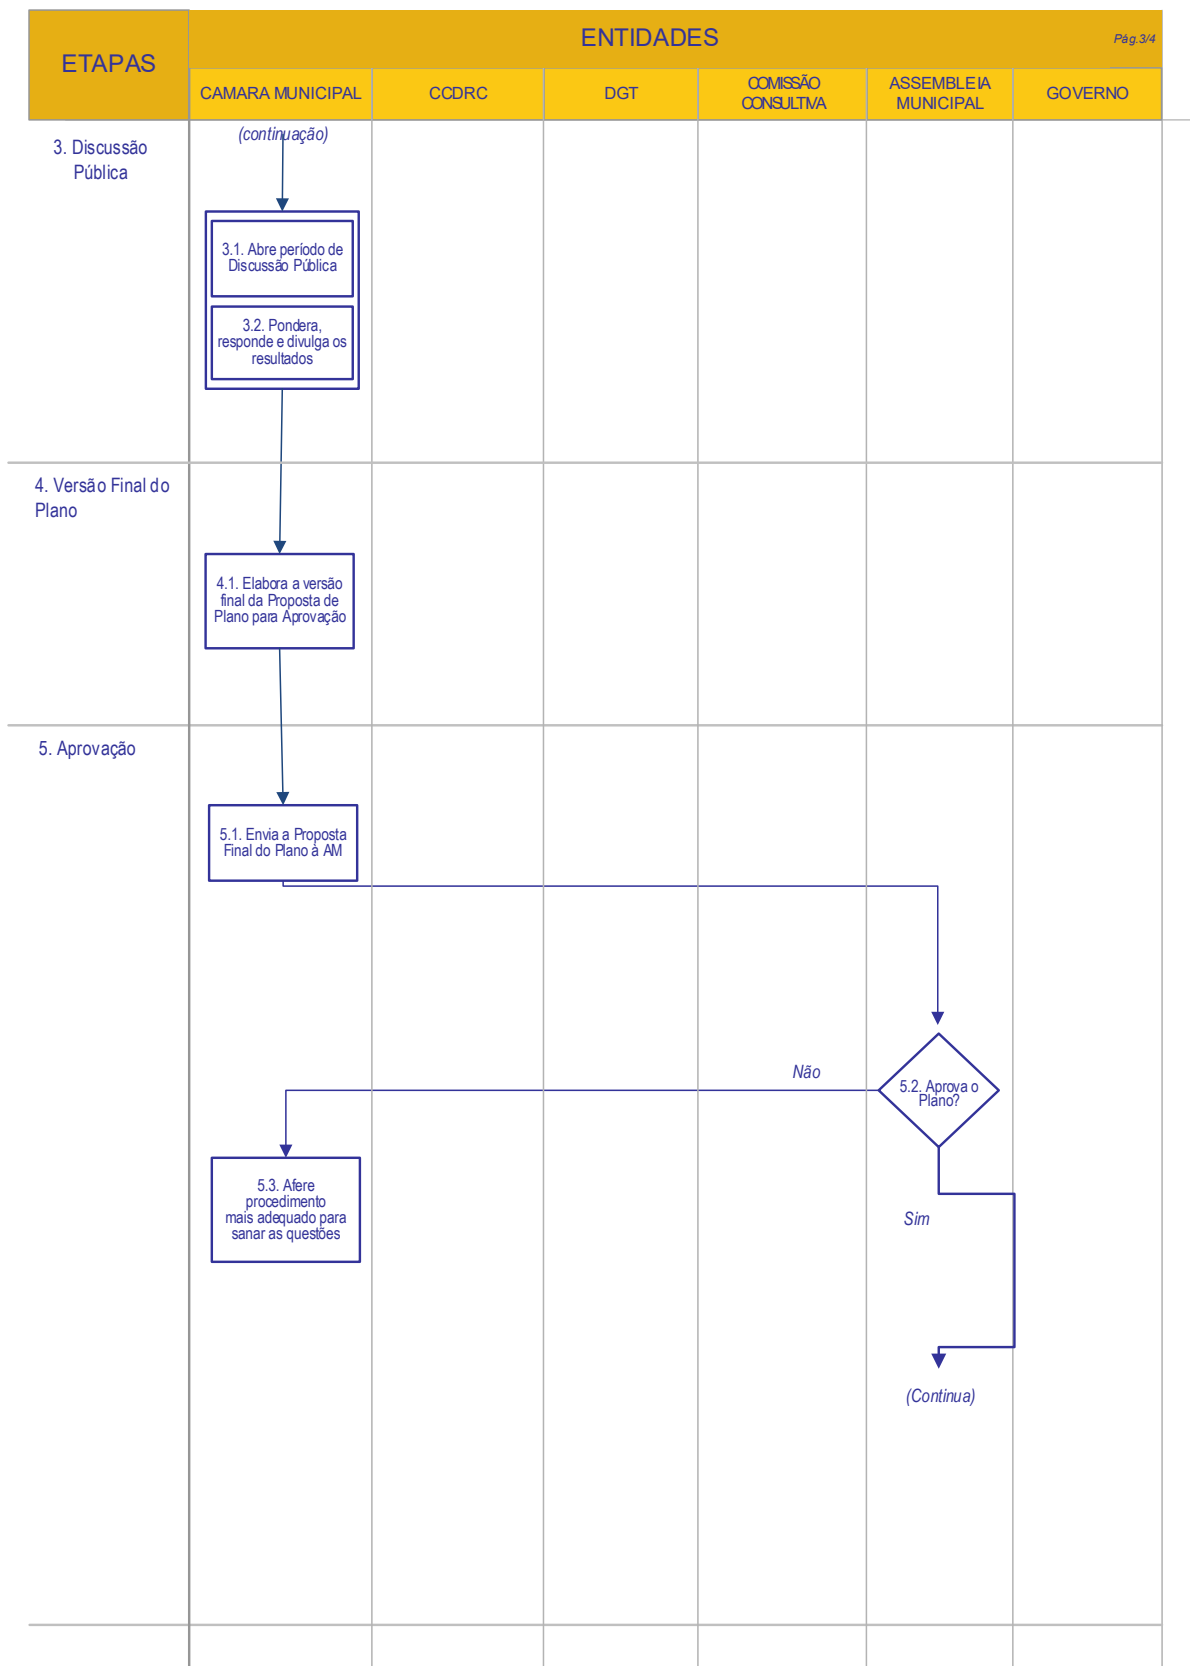 ETAPAS
ENTIDADES
Pág.3/4
CAMARA MUNICIPAL
CCDRC
DGT
COMISSÃO
CONSULTIVA
ASSEMBLEIA
MUNICIPAL
GOVERNO
3. Discussão
Pública
(continuação)
3.1. Abre período de
Discussão Pública
3.2. Pondera,
responde e divulga os
resultados
4. Versão Final do
Plano
4.1. Elabora a versão
final da Proposta de
Plano para Aprovação
5. Aprovação
5.1. Envia a Proposta
Final do Plano à AM
Não
5.2. Aprova o
Plano?
5.3. Afere
procedimento
mais adequado para
sanar as questões
Sim
(Continua)